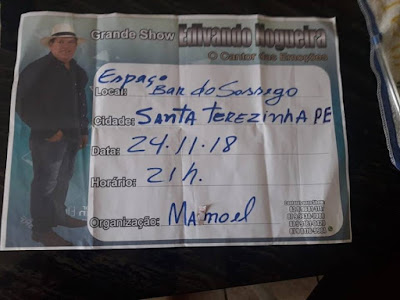 Grande Show Edivando Nogueira
O Cantor das Emoções
Espaço
Local: Bar do Sossego
Cidade: SANTA TEREZINHA PE
Data: 24.11.18
Horário: 21h.
Organização: Manoel